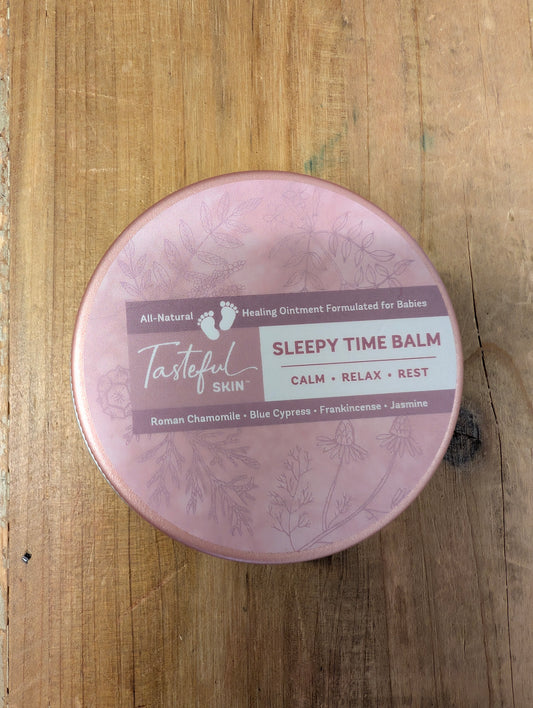 All-Natural Healing Ointment Formulated for Babies
Tasteful
SKIN™
SLEEPY TIME BALM
CALM • RELAX • REST
Roman Chamomile • Blue Cypress • Frankincense • Jasmine